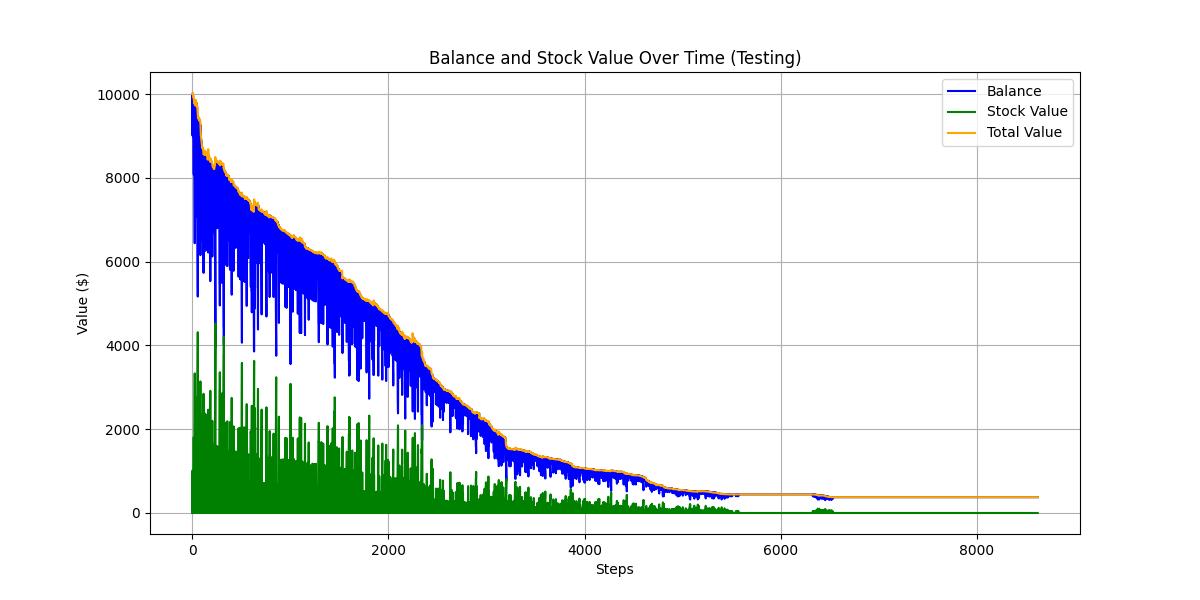 Balance and Stock Value Over Time (Testing)
Balance
Stock Value
Total Value
Value ($)
10000
8000
6000
4000
2000
0
0 2000 4000 6000 8000
Steps